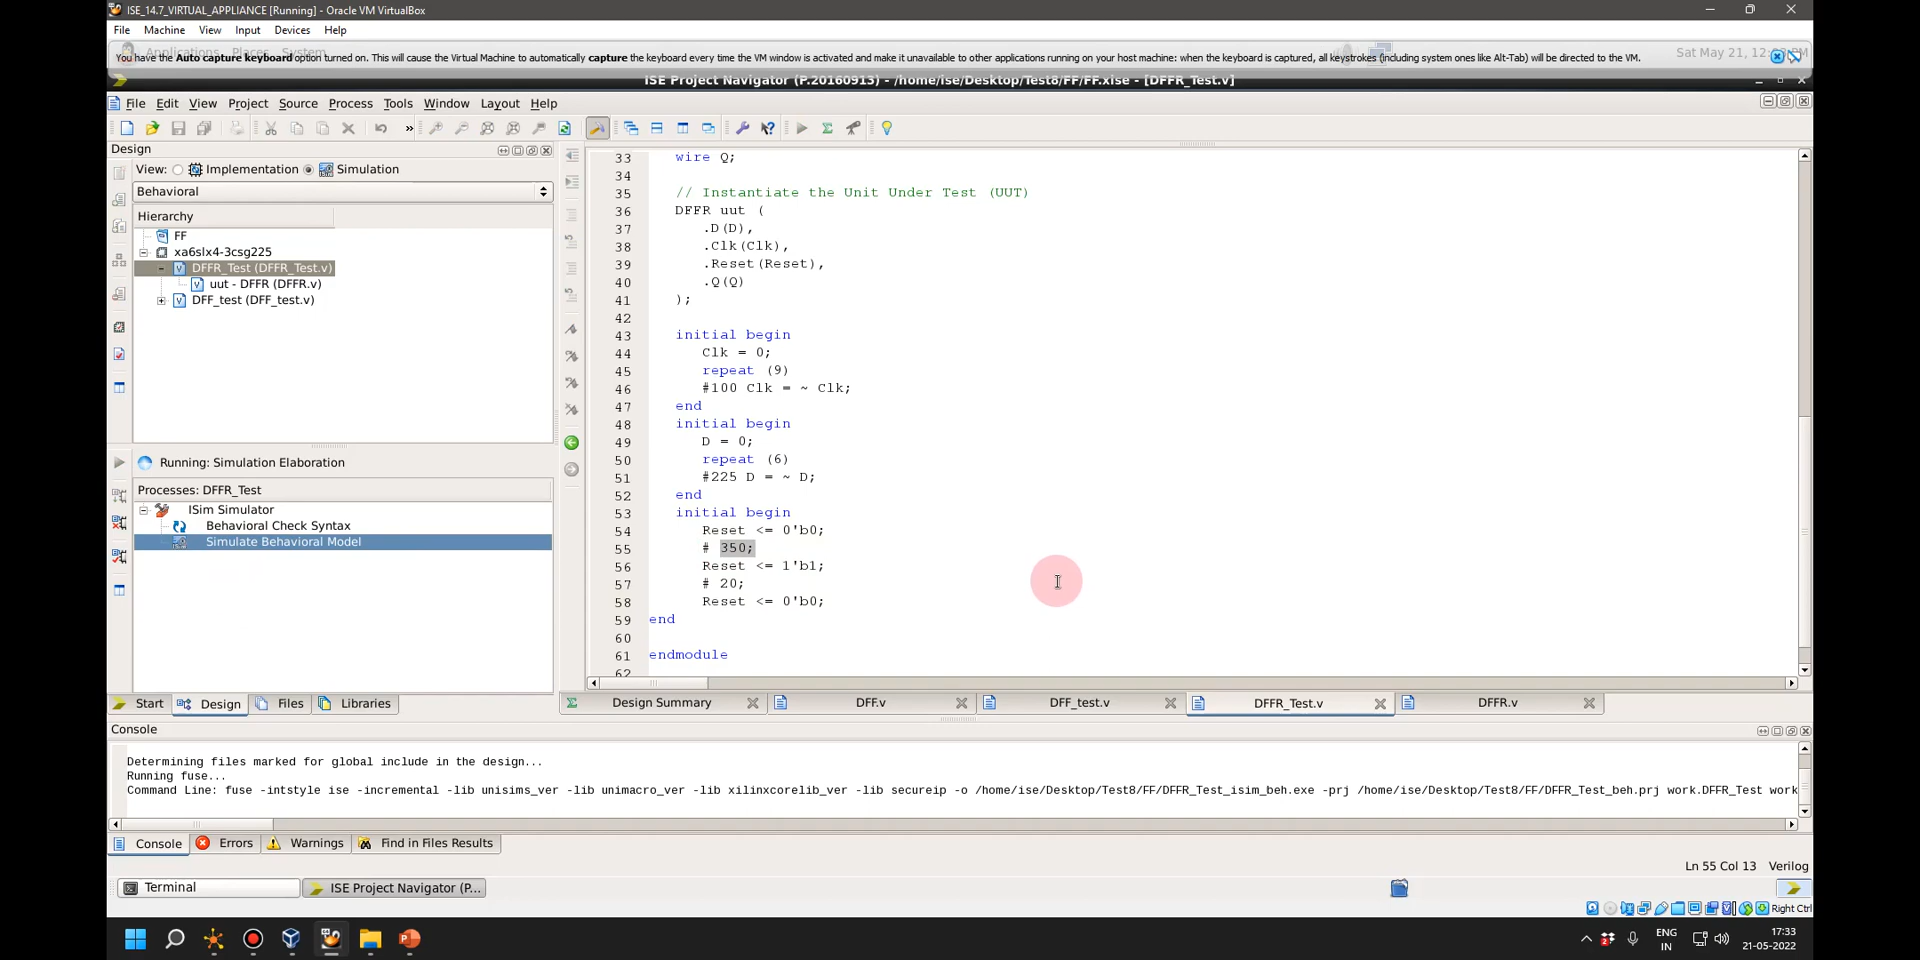 ISE_14.7_VIRTUAL_APPLIANCE [Running] - Oracle VM VirtualBox
File Machine View Input Devices Help
Applications Places System
You have the Auto capture keyboard option turned on. This will cause the Virtual Machine to automatically capture the keyboard every time the VM window is activated and make it unavailable to other applications running on your host machine: when the keyboard is captured, all keystrokes (including system ones like Alt-Tab) will be directed to the VM.
ISE Project Navigator (P.20160913) - /home/ise/Desktop/Test8/FF/FF.xise - [DFFR_Test.v]
File Edit View Project Source Process Tools Window Layout Help
Design
View: Implementation Simulation
Behavioral
Hierarchy
FF
xa6slx4-3csg225
DFFR_Test (DFFR_Test.v)
uut - DFFR (DFFR.v)
DFF_test (DFF_test.v)
Running: Simulation Elaboration
Processes: DFFR_Test
ISim Simulator
Behavioral Check Syntax
Simulate Behavioral Model
Start Design Files Libraries
33 wire Q;
34
35 // Instantiate the Unit Under Test (UUT)
36 DFFR uut (
37 .D(D),
38 .Clk(Clk),
39 .Reset(Reset),
40 .Q(Q)
41 );
42
43 initial begin
44 Clk = 0;
45 repeat (9)
46 #100 Clk = ~ Clk;
47 end
48 initial begin
49 D = 0;
50 repeat (6)
51 #225 D = ~ D;
52 end
53 initial begin
54 Reset <= 0'b0;
55 # 350;
56 Reset <= 1'b1;
57 # 20;
58 Reset <= 0'b0;
59 end
60
61 endmodule
62
Design Summary DFF.v DFF_test.v DFFR_Test.v DFFR.v
Console
Determining files marked for global include in the design...
Running fuse...
Command Line: fuse -intstyle ise -incremental -lib unisims_ver -lib unimacro_ver -lib xilinxcorelib_ver -lib secureip -o /home/ise/Desktop/Test8/FF/DFFR_Test_isim_beh.exe -prj /home/ise/Desktop/Test8/FF/DFFR_Test_beh.prj work.DFFR_Test work
Console Errors Warnings Find in Files Results
Ln 55 Col 13 Verilog
Terminal ISE Project Navigator (P...
Right Ctrl
ENG
IN
17:33
21-05-2022